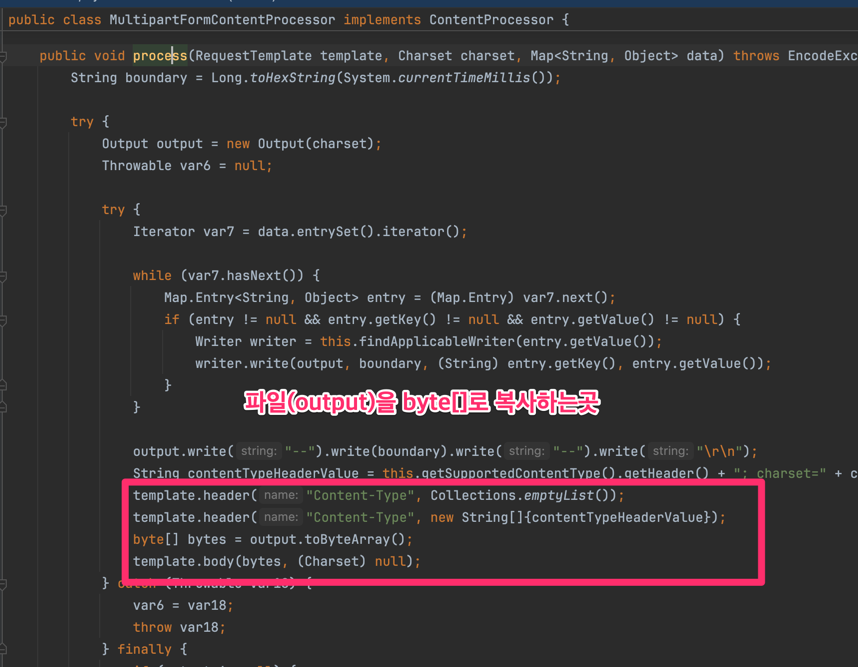 public class MultipartFormContentProcessor implements ContentProcessor {
public void process(RequestTemplate template, Charset charset, Map<String, Object> data) throws EncodeExc
String boundary = Long.toHexString(System.currentTimeMillis());
try {
Output output = new Output(charset);
Throwable var6 = null;
try {
Iterator var7 = data.entrySet().iterator();
while (var7.hasNext()) {
Map.Entry<String, Object> entry = (Map.Entry) var7.next();
if (entry != null && entry.getKey() != null && entry.getValue() != null) {
Writer writer = this.findApplicableWriter(entry.getValue());
writer.write(output, boundary, (String) entry.getKey(), entry.getValue());
}
파일(output)을 byte[]로 복사하는곳
}
output.write( string: "--").write(boundary).write( string: "--").write( string: "\r\n");
String contentTypeHeaderValue = this.getSupportedContentType().getHeader() + "; charset=" + c
template.header( name: "Content-Type", Collections.emptyList());
template.header( name: "Content-Type", new String[]{contentTypeHeaderValue});
byte[] bytes = output.toByteArray();
template.body(bytes, (Charset) null);
} catch (Throwable var18) {
var6 = var18;
throw var18;
} finally {